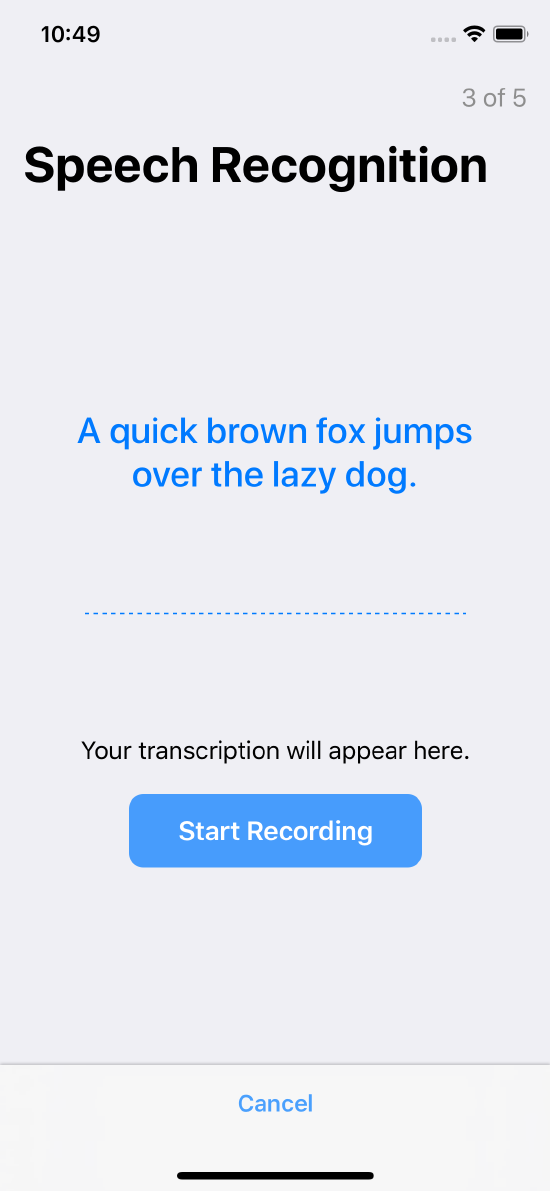 10:49
3 of 5
Speech Recognition
A quick brown fox jumps
over the lazy dog.
Your transcription will appear here.
Start Recording
Cancel